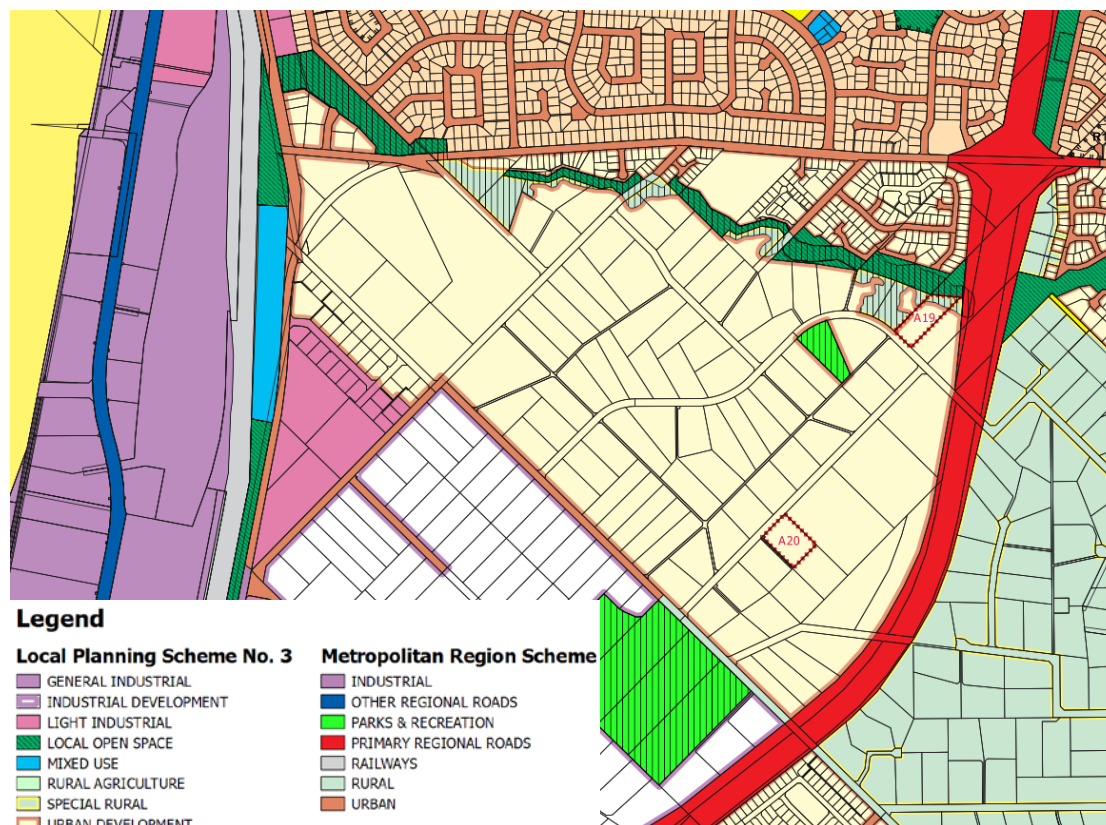 A19
A20
Legend
Local Planning Scheme No. 3
GENERAL INDUSTRIAL
INDUSTRIAL DEVELOPMENT
LIGHT INDUSTRIAL
LOCAL OPEN SPACE
MIXED USE
RURAL AGRICULTURE
SPECIAL RURAL
URBAN DEVELOPMENT
Metropolitan Region Scheme
INDUSTRIAL
OTHER REGIONAL ROADS
PARKS & RECREATION
PRIMARY REGIONAL ROADS
RAILWAYS
RURAL
URBAN